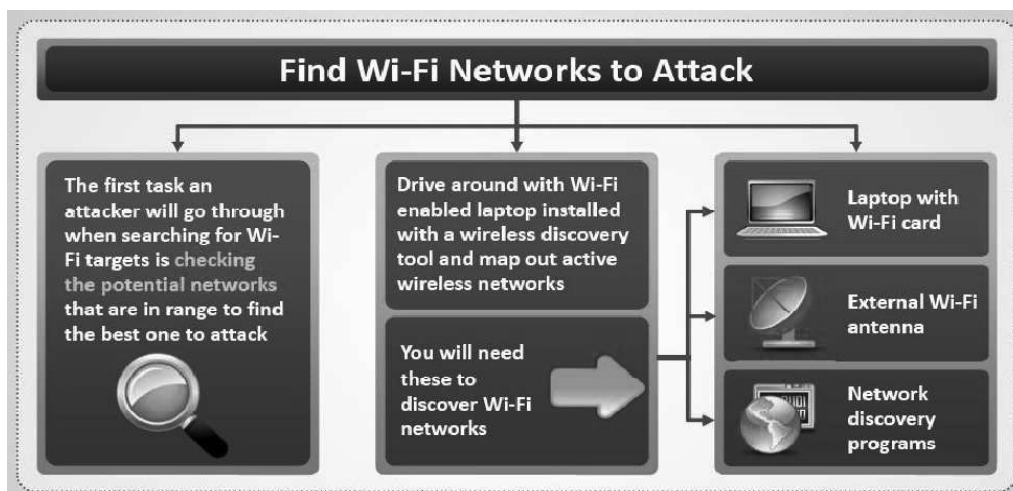 Find Wi-Fi Networks to Attack
The first task an
attacker will go through
when searching for Wi-
Fi targets is checking
the potential networks
that are in range to find
the best one to attack
Drive around with Wi-Fi
enabled laptop installed
with a wireless discovery
tool and map out active
wireless networks
You will need
these to
discover Wi-Fi
networks
Laptop with
Wi-Fi card
External Wi-Fi
antenna
Network
discovery
programs